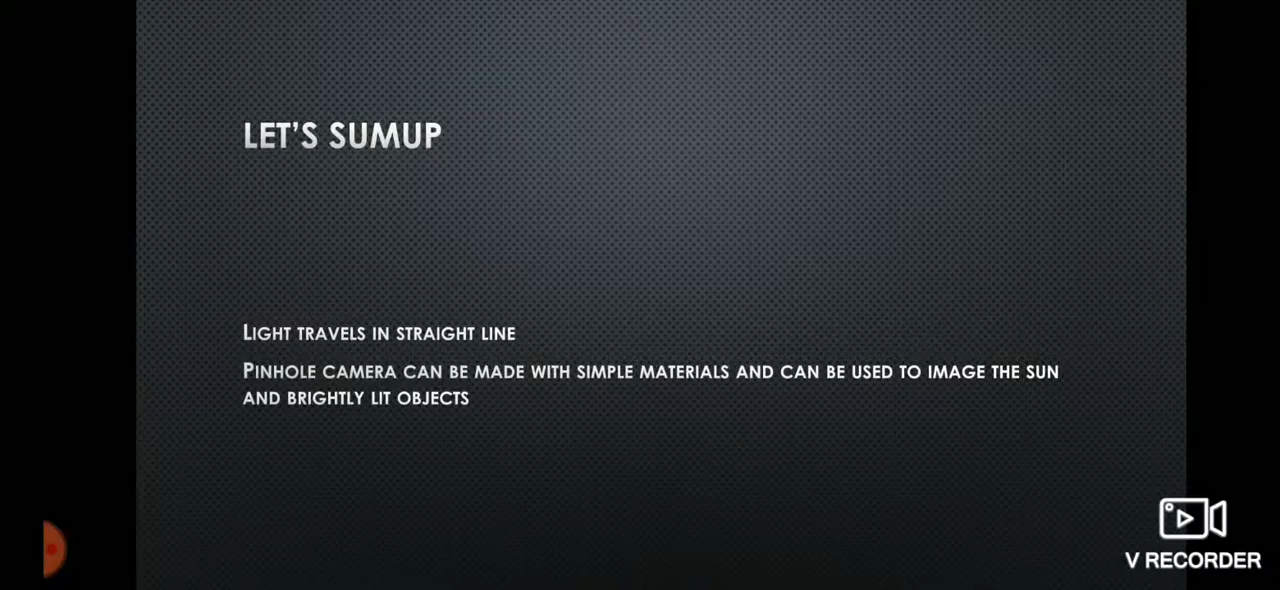 LET'S SUMUP
LIGHT TRAVELS IN STRAIGHT LINE
PINHOLE CAMERA CAN BE MADE WITH SIMPLE MATERIALS AND CAN BE USED TO IMAGE THE SUN
AND BRIGHTLY LIT OBJECTS
V RECORDER